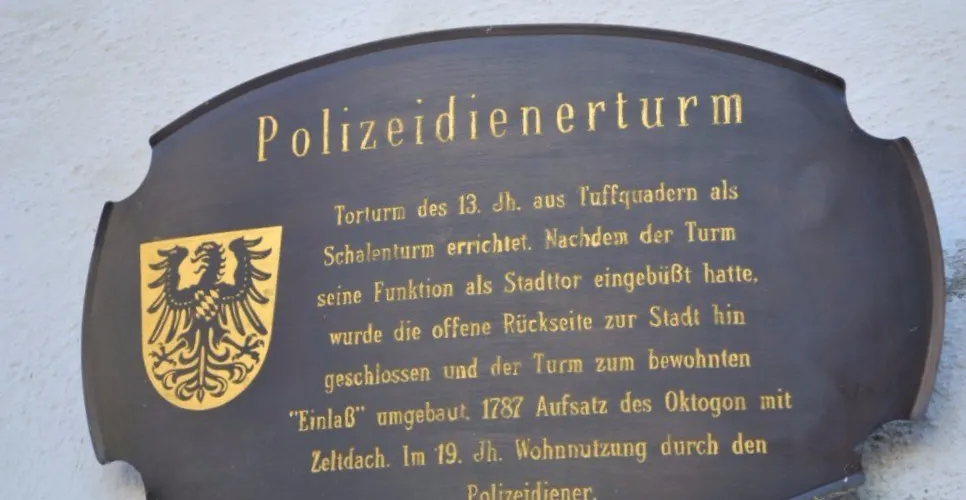 Polizeidienerturm
Torturm des 13. Jh. aus Tuffquadern als
Schalenturm errichtet. Nachdem der Turm
seine Funktion als Stadttor eingebüßt hatte,
wurde die offene Rückseite zur Stadt hin
geschlossen und der Turm zum bewohnten
"Einlaß" umgebaut. 1787 Aufsatz des Oktogon mit
Zeltdach. Im 19. Jh. Wohnnutzung durch den
Polizeidiener.